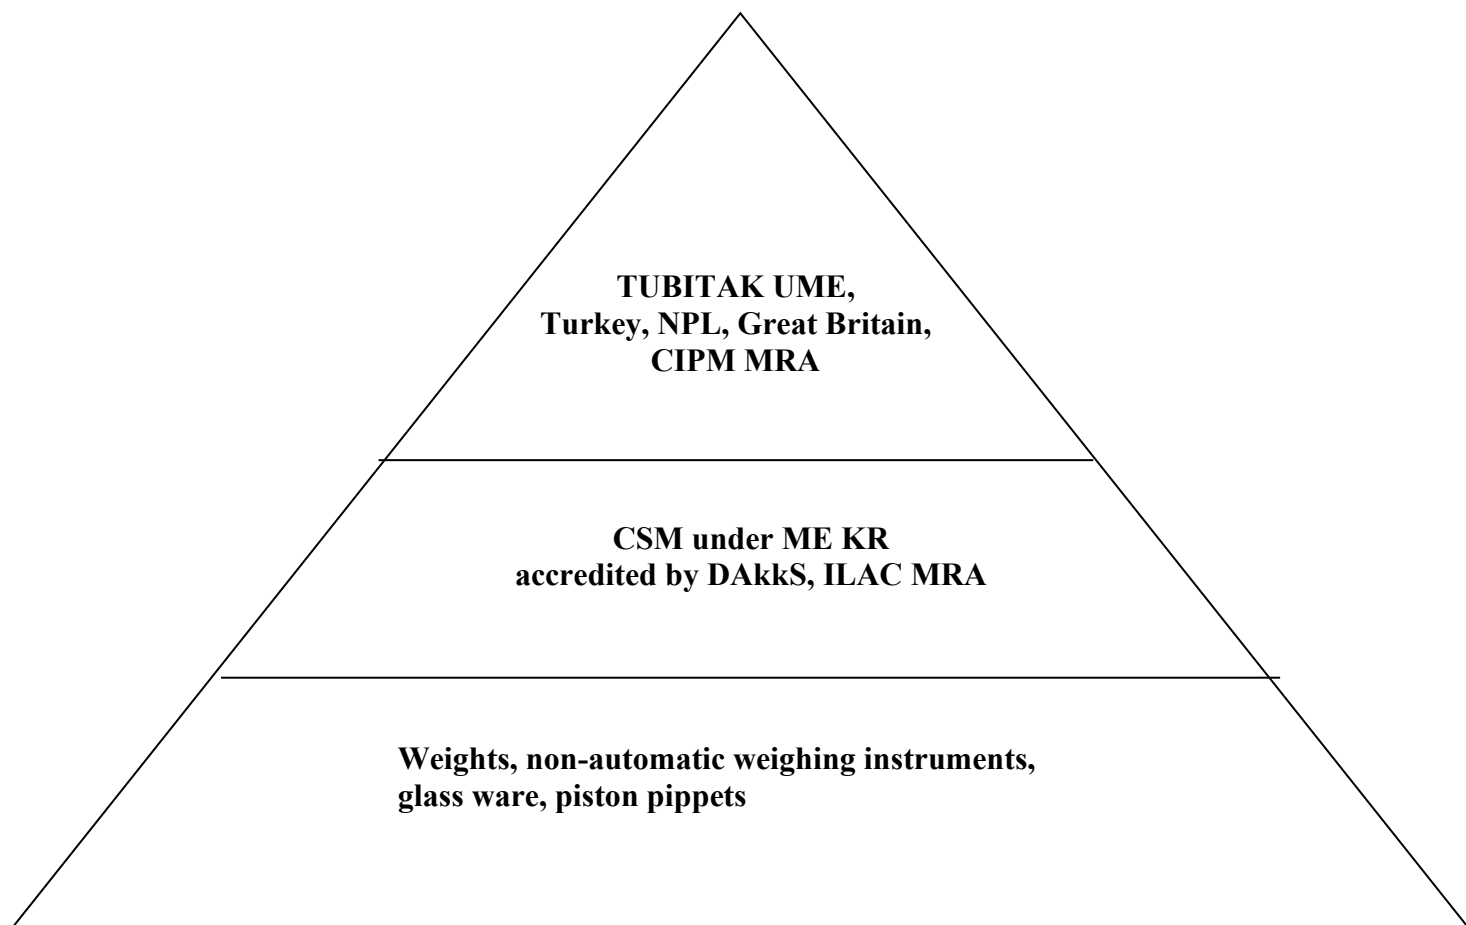 TUBITAK UME,
Turkey, NPL, Great Britain,
CIPM MRA
CSM under ME KR
accredited by DAkkS, ILAC MRA
Weights, non-automatic weighing instruments,
glass ware, piston pippets